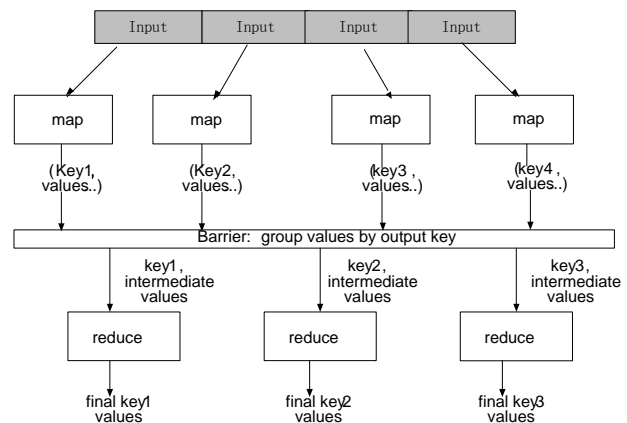 Input Input Input Input
map map map map
(Key1, (Key2, (key3 , (key4 ,
values..) values..) values..) values..)
Barrier: group values by output key
key1 , key2, key3,
intermediate intermediate intermediate
values values values
reduce reduce reduce
final key1 final key2 final key3
values values values